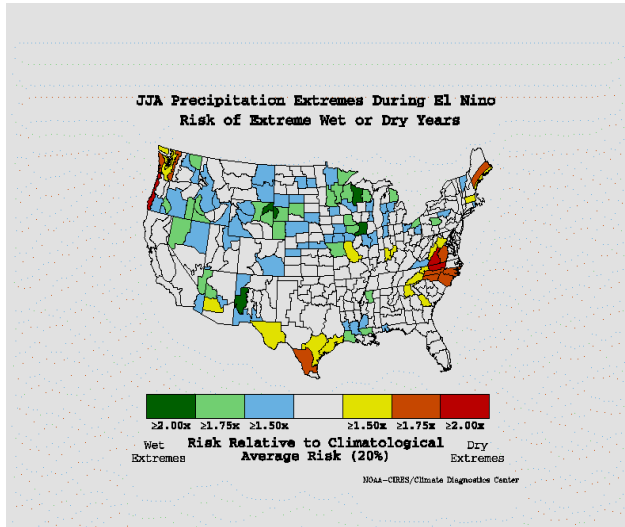 JJA Precipitation Extremes During El Nino
Risk of Extreme Wet or Dry Years
≥2.00x ≥1.75x ≥1.50x ≥1.50x ≥1.75x ≥2.00x
Wet Extremes
Risk Relative to Climatological
Average Risk (20%)
Dry Extremes
NOAA-CIRES/Climate Diagnostics Center